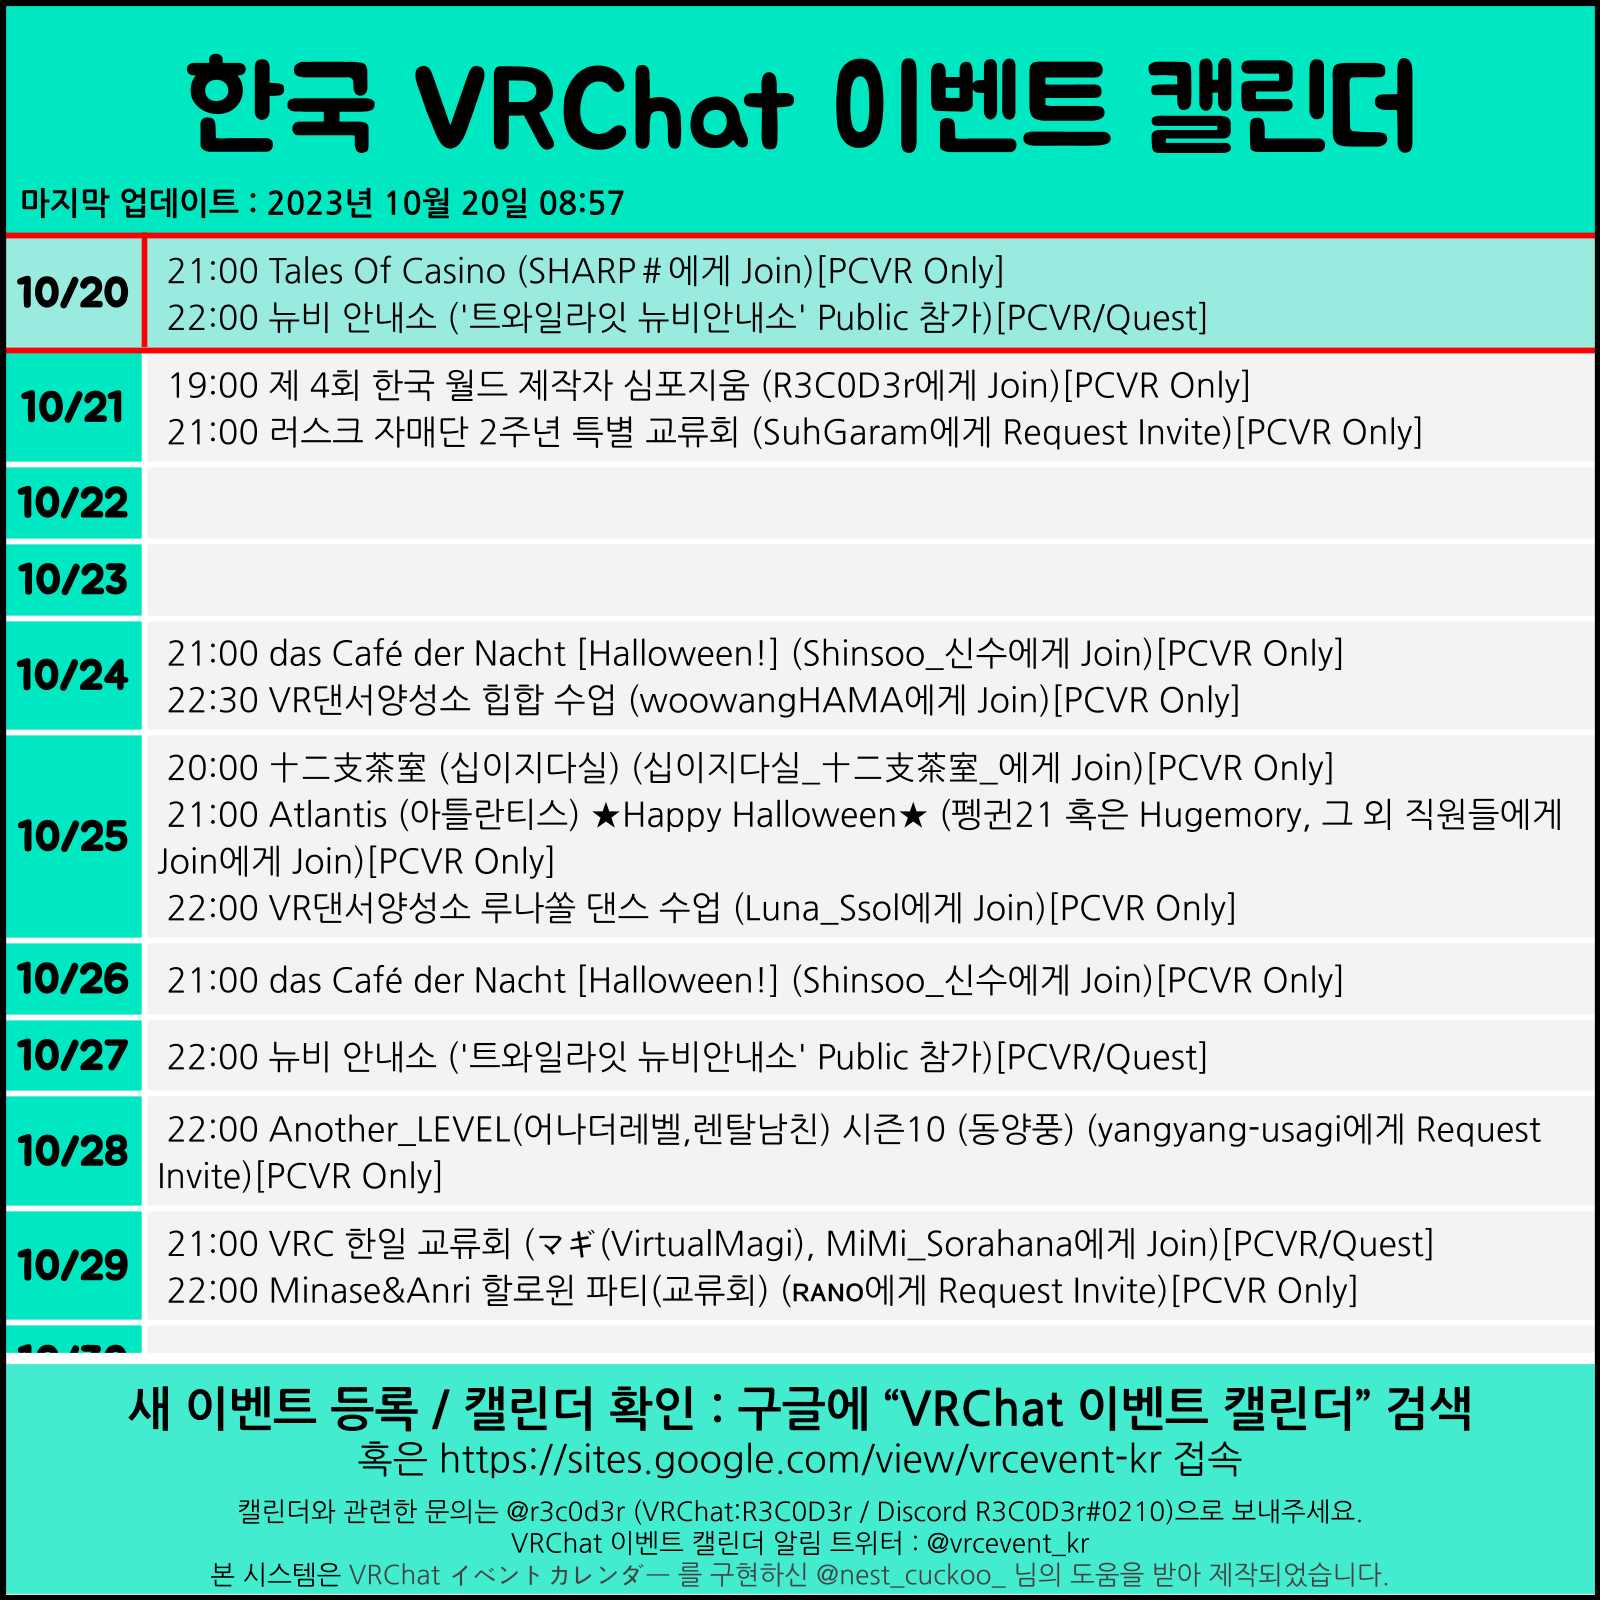 한국 VRChat 이벤트 캘린더
마지막 업데이트 : 2023년 10월 20일 08:57
10/20
21:00 Tales Of Casino (SHARP＃에게 Join)[PCVR Only]
22:00 뉴비 안내소 ('트와일라잇 뉴비안내소' Public 참가)[PCVR/Quest]
10/21
19:00 제 4회 한국 월드 제작자 심포지움 (R3C0D3r에게 Join)[PCVR Only]
21:00 러스크 자매단 2주년 특별 교류회 (SuhGaram에게 Request Invite)[PCVR Only]
10/22
10/23
10/24
21:00 das Café der Nacht [Halloween!] (Shinsoo_신수에게 Join)[PCVR Only]
22:30 VR댄서양성소 힙합 수업 (woowangHAMA에게 Join)[PCVR Only]
10/25
20:00 十二支茶室 (십이지다실) (십이지다실_十二支茶室_에게 Join)[PCVR Only]
21:00 Atlantis (아틀란티스) ★Happy Halloween★ (펭귄21 혹은 Hugemory, 그 외 직원들에게
Join에게 Join)[PCVR Only]
22:00 VR댄서양성소 루나쏠 댄스 수업 (Luna_Ssol에게 Join)[PCVR Only]
10/26
21:00 das Café der Nacht [Halloween!] (Shinsoo_신수에게 Join)[PCVR Only]
10/27
22:00 뉴비 안내소 ('트와일라잇 뉴비안내소' Public 참가)[PCVR/Quest]
10/28
22:00 Another_LEVEL(어나더레벨,렌탈남친) 시즌10 (동양풍) (yangyang-usagi에게 Request
Invite)[PCVR Only]
10/29
21:00 VRC 한일 교류회 (マギ(VirtualMagi), MiMi_Sorahana에게 Join)[PCVR/Quest]
22:00 Minase&Anri 할로윈 파티(교류회) (ʀᴀɴᴏ에게 Request Invite)[PCVR Only]
10/30
새 이벤트 등록 / 캘린더 확인 : 구글에 “VRChat 이벤트 캘린더” 검색
혹은 https://sites.google.com/view/vrcevent-kr 접속
캘린더와 관련한 문의는 @r3c0d3r (VRChat:R3C0D3r / Discord R3C0D3r#0210)으로 보내주세요.
VRChat 이벤트 캘린더 알림 트위터 : @vrcevent_kr
본 시스템은 VRChat イベントカレンダー 를 구현하신 @nest_cuckoo_ 님의 도움을 받아 제작되었습니다.